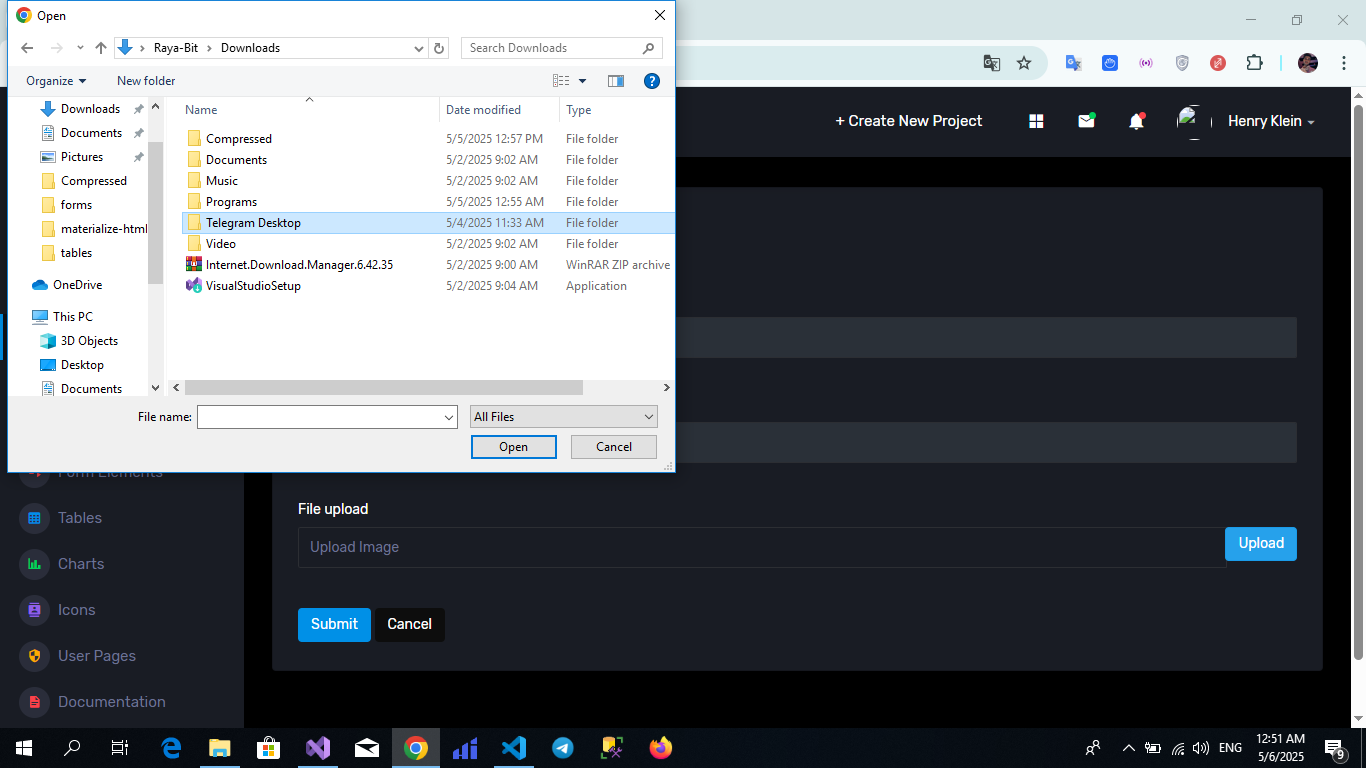 Open
Raya-Bit
Downloads
Search Downloads
Organize
New folder
Downloads
Documents
Pictures
Compressed
forms
materialize-html
tables
OneDrive
This PC
3D Objects
Desktop
Documents
Name Date modified Type
Compressed 5/5/2025 12:57 PM File folder
Documents 5/2/2025 9:02 AM File folder
Music 5/2/2025 9:02 AM File folder
Programs 5/5/2025 12:55 AM File folder
Telegram Desktop 5/4/2025 11:33 AM File folder
Video 5/2/2025 9:02 AM File folder
Internet.Download.Manager.6.42.35 5/2/2025 9:00 AM WinRAR ZIP archive
VisualStudioSetup 5/2/2025 9:04 AM Application
File name:
All Files
Open
Cancel
+ Create New Project
Henry Klein
Form Elements
Tables
Charts
Icons
User Pages
Documentation
File upload
Upload Image
Upload
Submit
Cancel
ENG
12:51 AM
5/6/2025
9